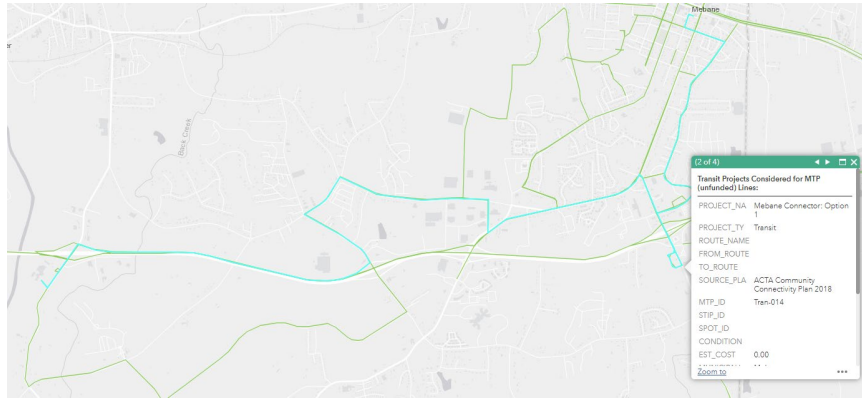 Mebane
er
Back Creek
(2 of 4)
Transit Projects Considered for MTP
(unfunded) Lines:
PROJECT_NA Mebane Connector: Option
1
PROJECT_TY Transit
ROUTE_NAME
FROM_ROUTE
TO_ROUTE
SOURCE_PLA ACTA Community
Connectivity Plan 2018
MTP_ID Tran-014
STIP_ID
SPOT_ID
CONDITION
EST_COST 0.00
Zoom to